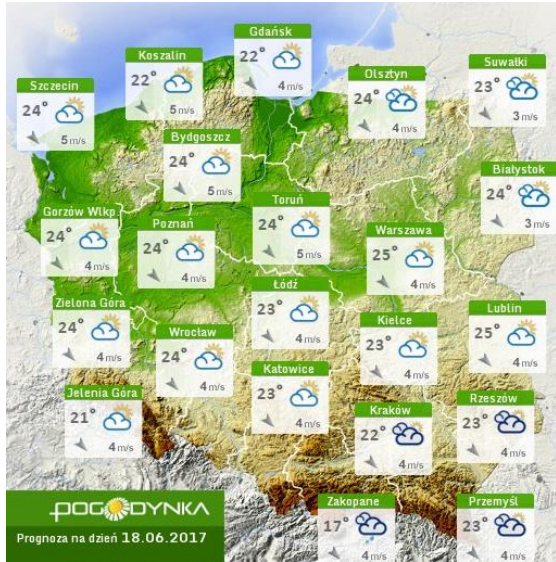 Gdańsk
22°
4 m/s
Koszalin
22°
5 m/s
Suwałki
23°
3 m/s
Olsztyn
24°
4 m/s
Szczecin
24°
5 m/s
Bydgoszcz
24°
5 m/s
Białystok
24°
3 m/s
Toruń
24°
5 m/s
Gorzów Wlkp
24°
4 m/s
Poznań
24°
4 m/s
Warszawa
25°
4 m/s
Łódź
23°
4 m/s
Zielona Góra
24°
4 m/s
Lublin
25°
4 m/s
Kielce
23°
4 m/s
Wrocław
24°
4 m/s
Katowice
23°
4 m/s
Jelenia Góra
21°
4 m/s
Rzeszów
23°
4 m/s
Kraków
22°
4 m/s
Zakopane
17°
4 m/s
Przemyśl
23°
4 m/s
POGODYNKA
Prognoza na dzień 18.06.2017